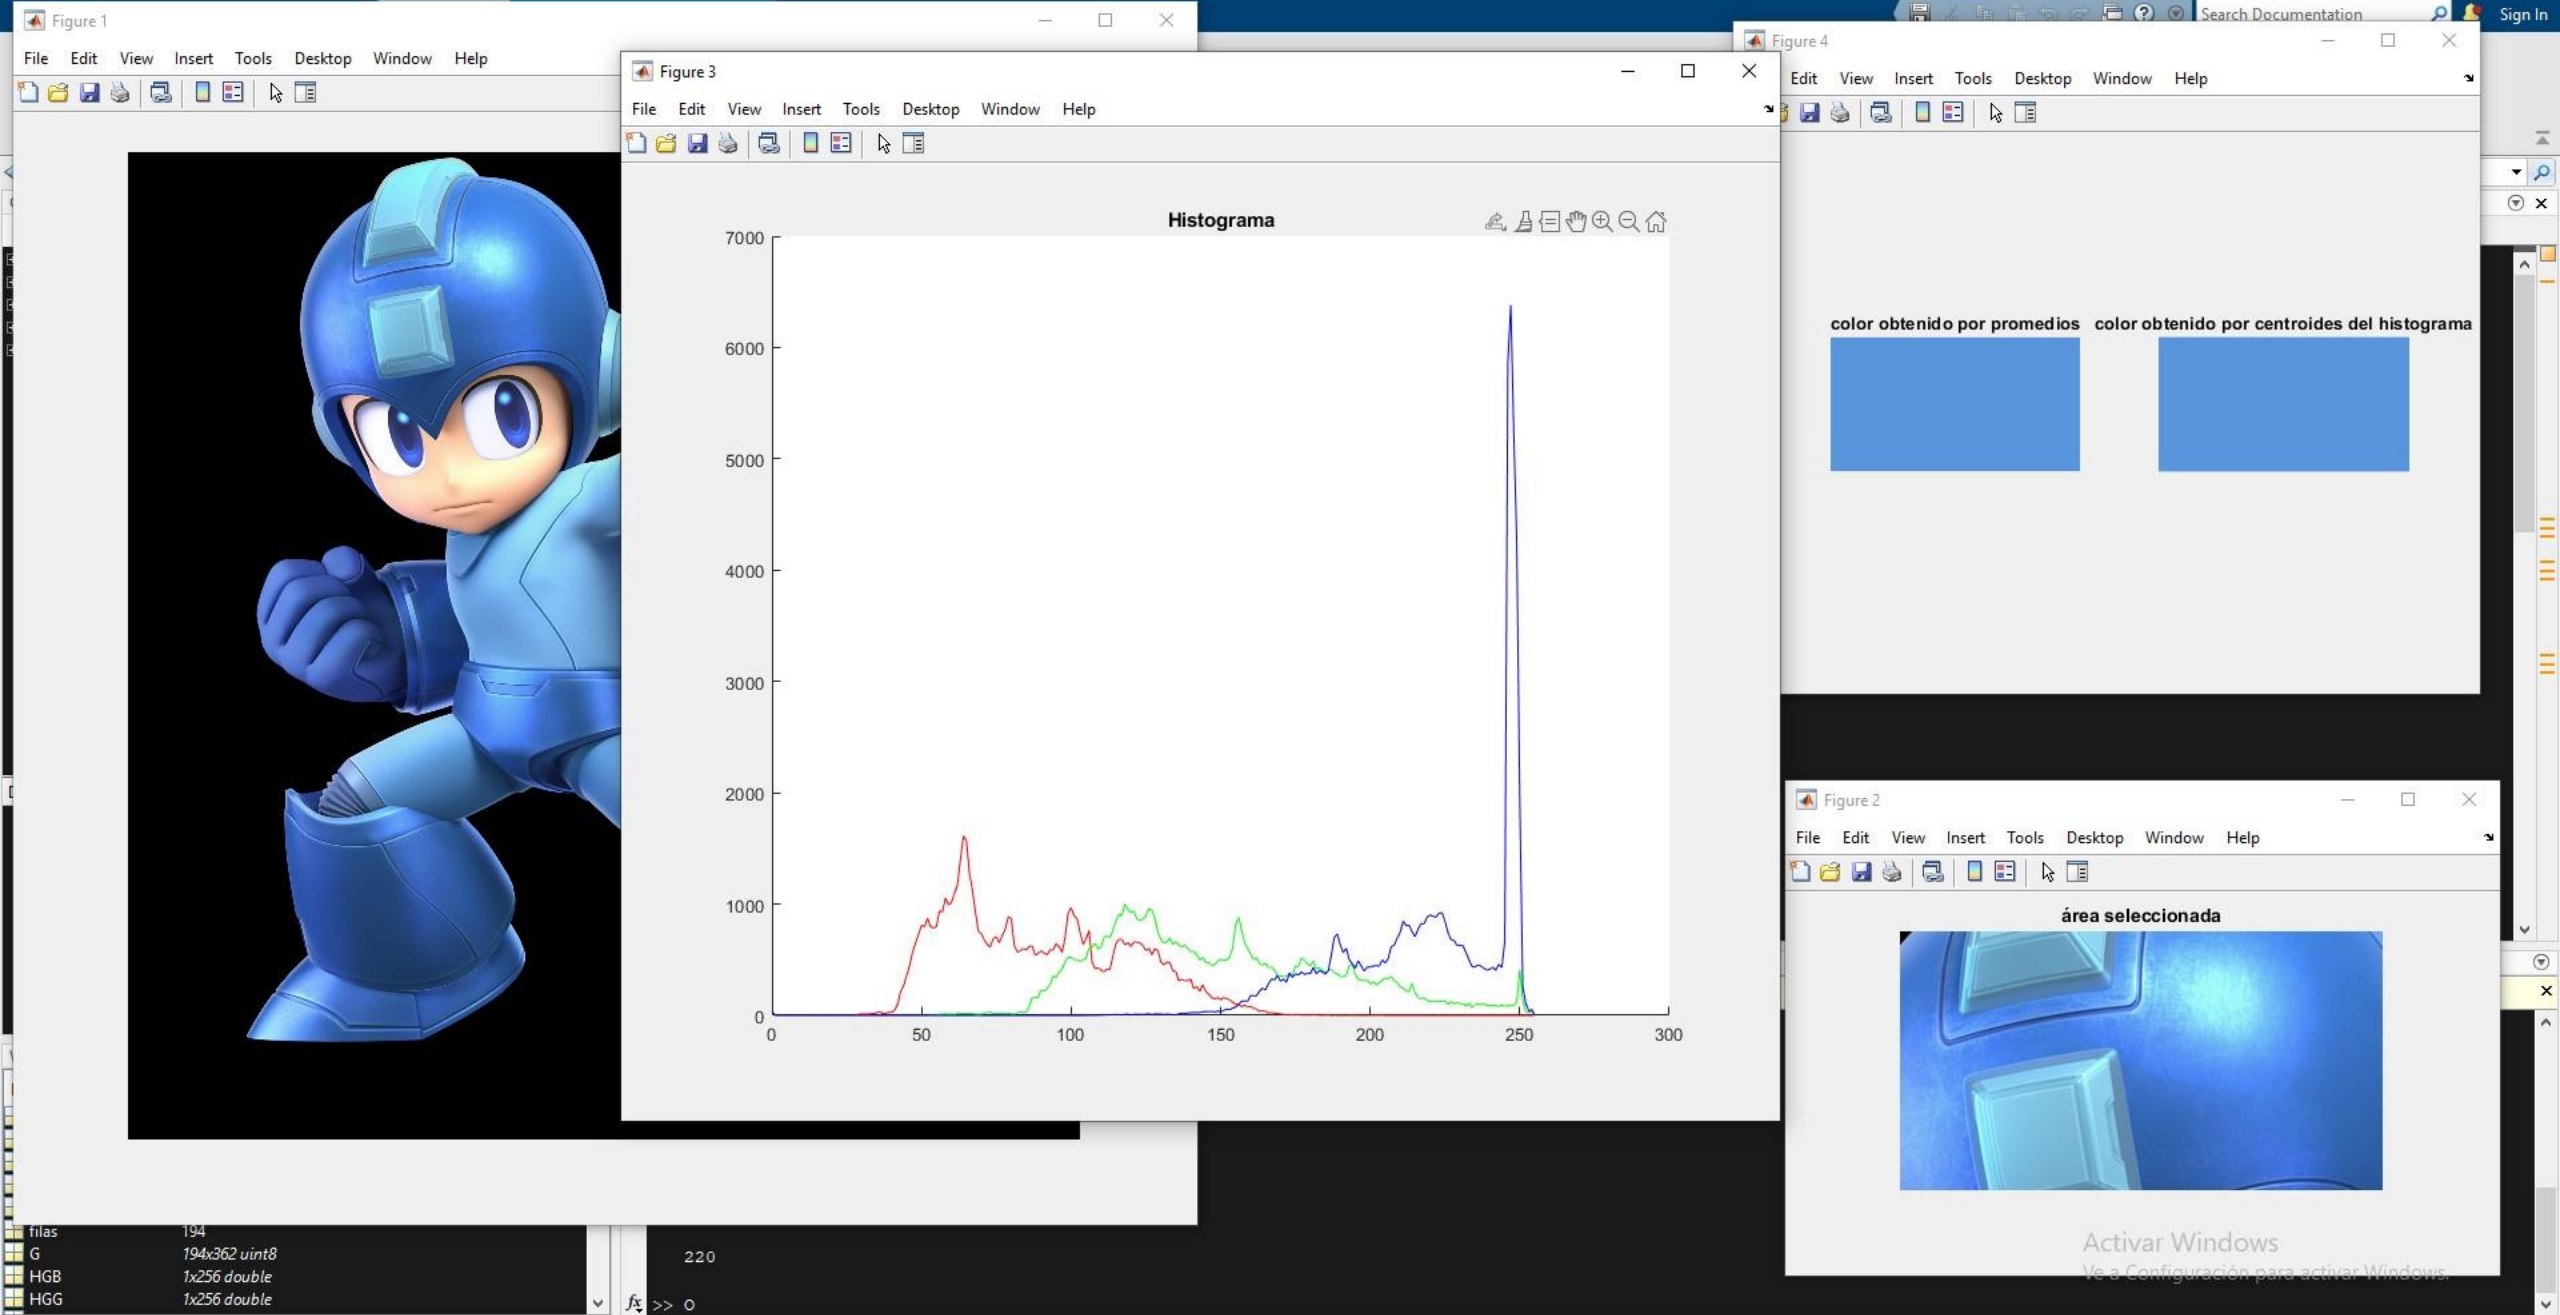 Figure 1
File Edit View Insert Tools Desktop Window Help
Search Documentation
Sign In
Figure 3
File Edit View Insert Tools Desktop Window Help
Histograma
7000
6000
5000
4000
3000
2000
1000
0
0 50 100 150 200 250 300
Figure 4
Edit View Insert Tools Desktop Window Help
color obtenido por promedios color obtenido por centroides del histograma
Figure 2
File Edit View Insert Tools Desktop Window Help
área seleccionada
Activar Windows
Ve a Configuración para activar Windows.
filas 194
G 194x362 uint8
HGB 1x256 double
HGG 1x256 double
220
fx >> O